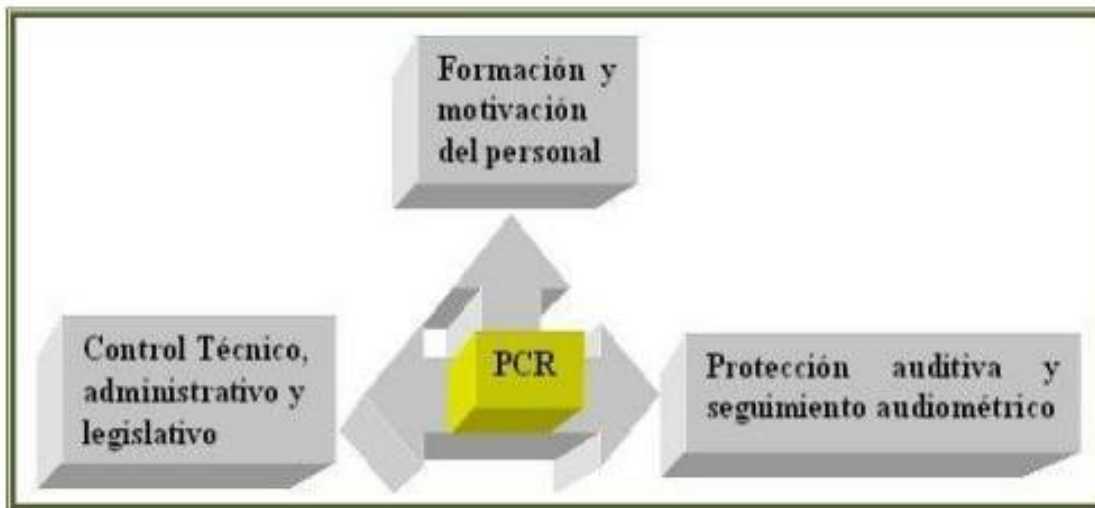 Formación y
motivación
del personal
Control Técnico,
administrativo y
legislativo
PCR
Protección auditiva y
seguimiento audiométrico